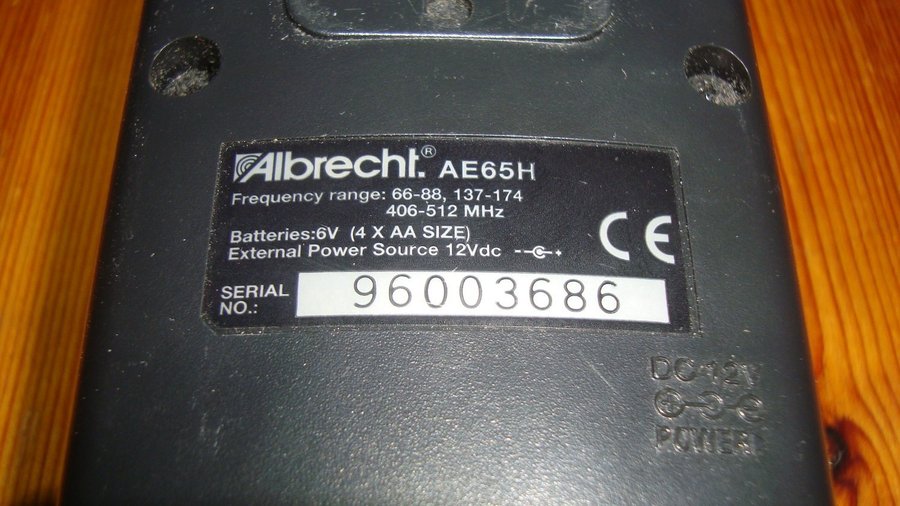 Albrecht.® AE65H
Frequency range: 66-88, 137-174
406-512 MHz
Batteries:6V (4 X AA SIZE)
External Power Source 12Vdc
CE
SERIAL NO.: 96003686
DC 12V
POWER